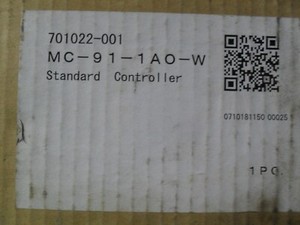 701022-001
MC-91-1AO-W
Standard Controller
0710181150 00025
1PC.